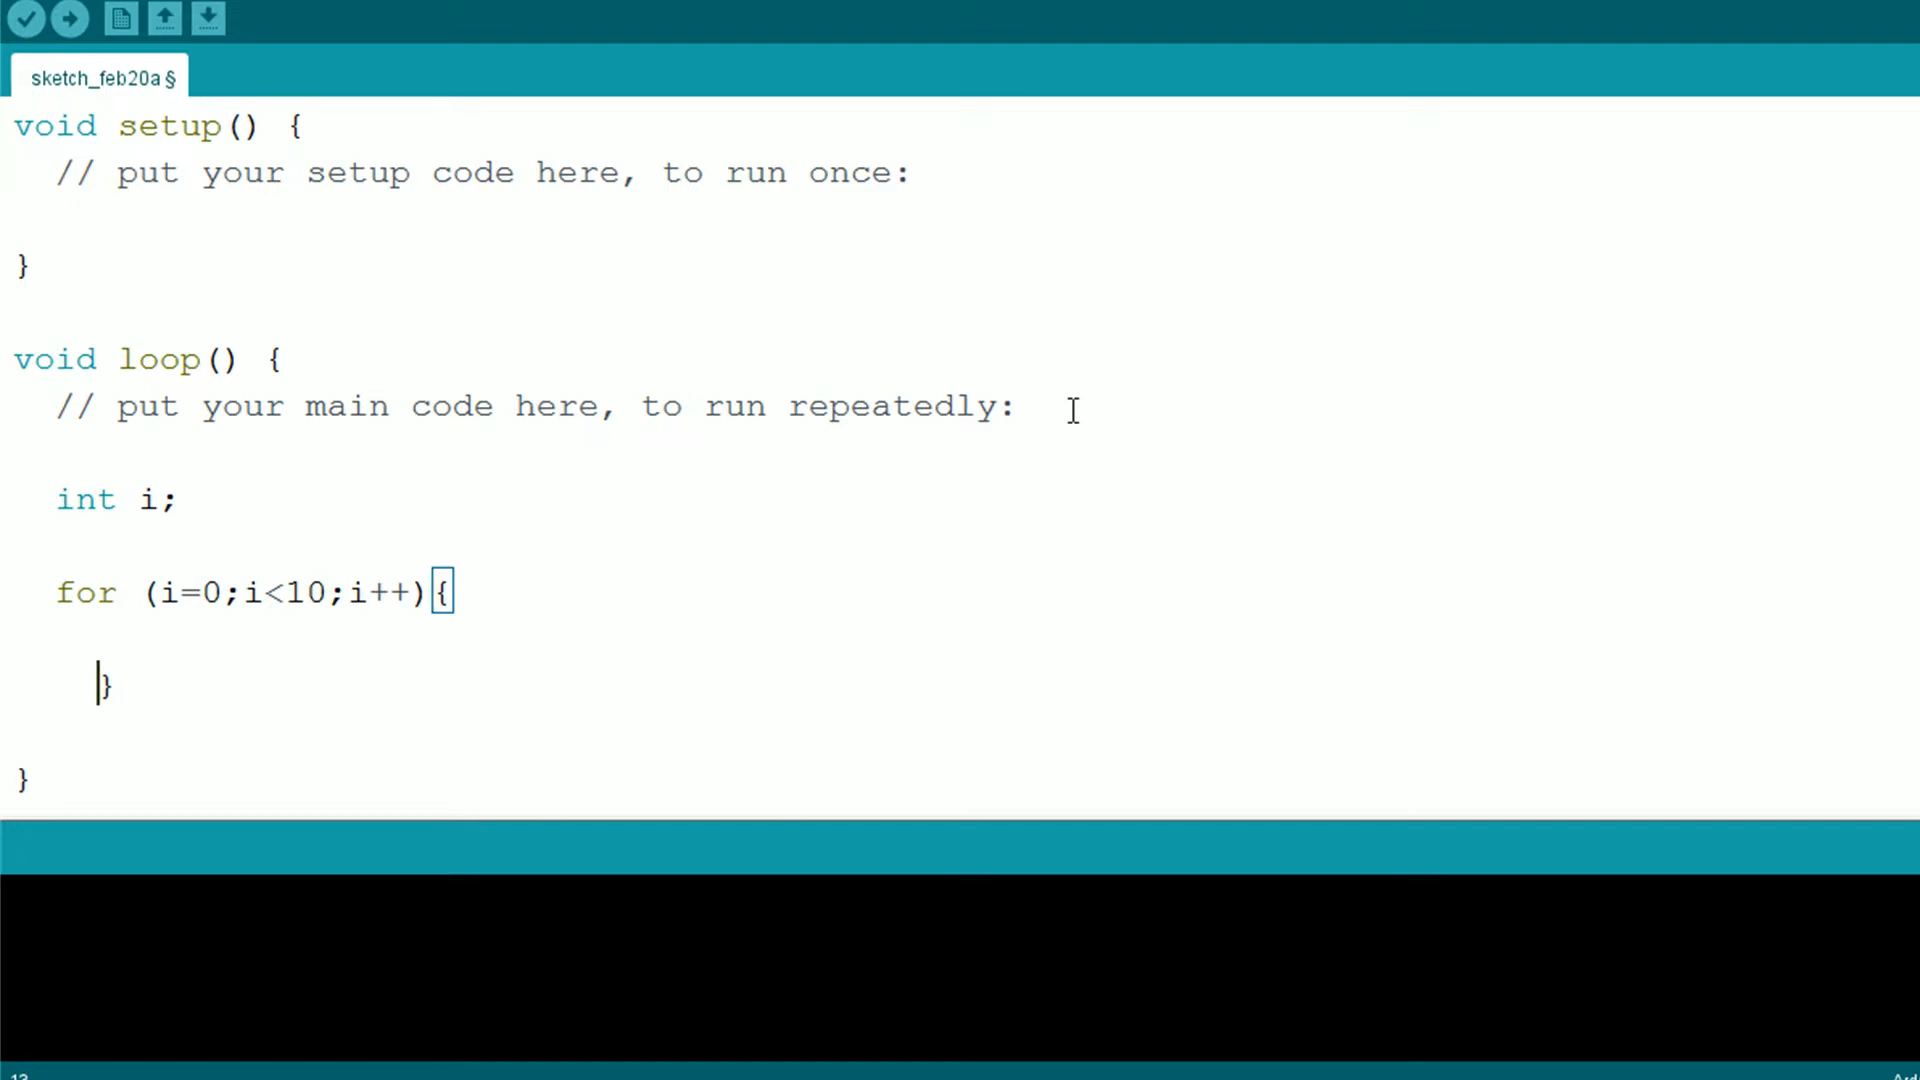 sketch_feb20a §
void setup() {
// put your setup code here, to run once:
}
void loop() {
// put your main code here, to run repeatedly:
int i;
for (i=0;i<10;i++){
}
}